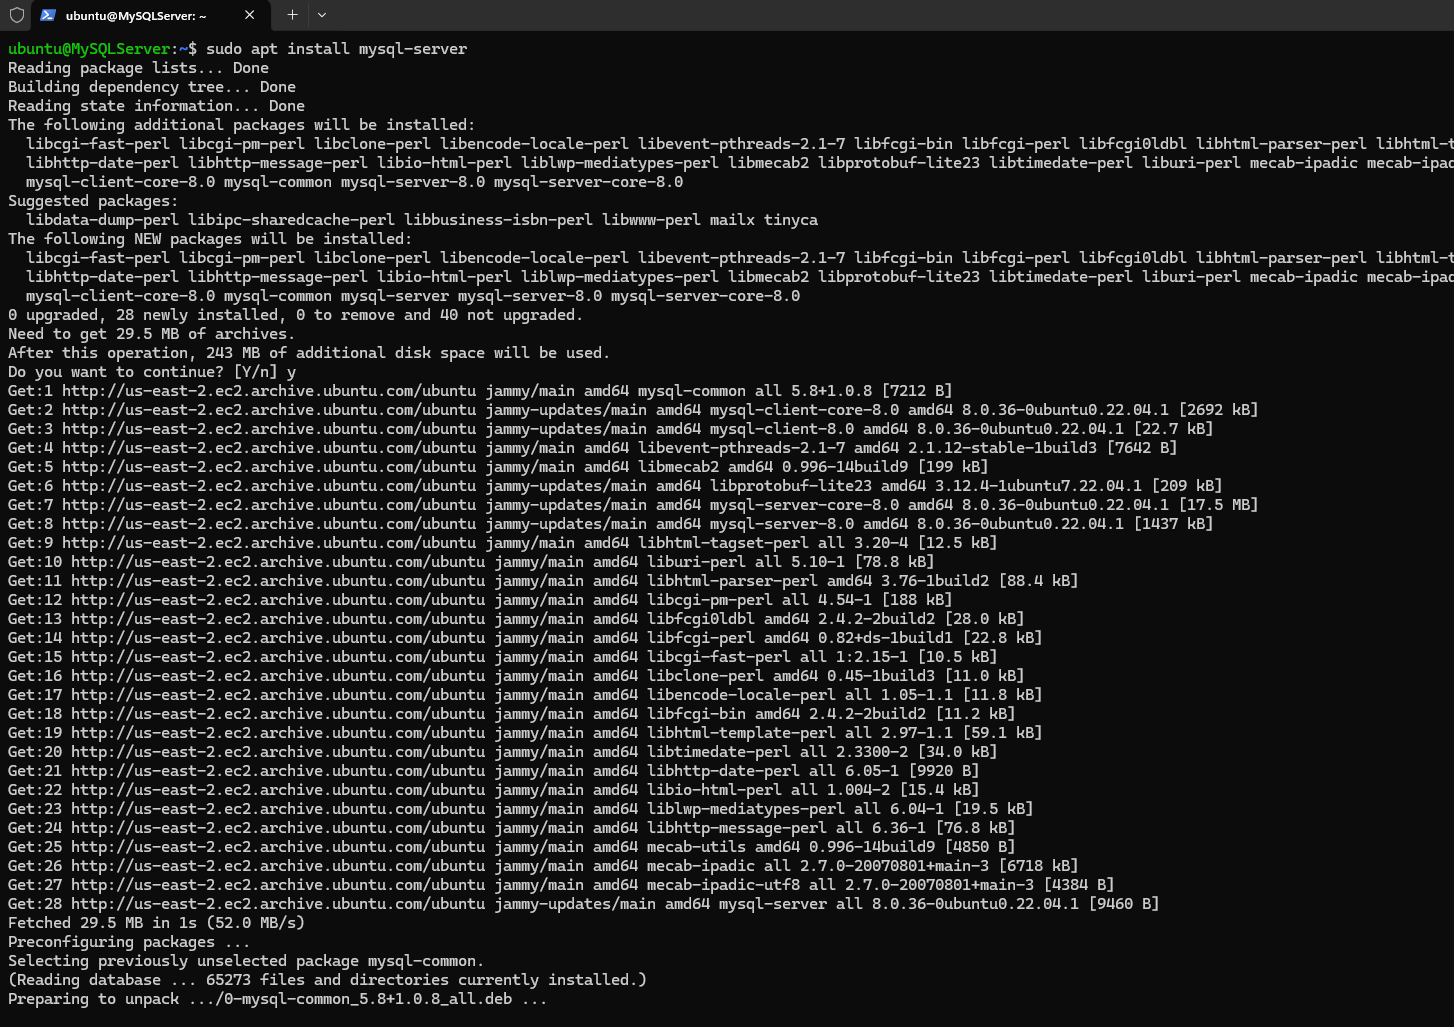 ubuntu@MySQLServer: ~
ubuntu@MySQLServer:~$ sudo apt install mysql-server
Reading package lists... Done
Building dependency tree... Done
Reading state information... Done
The following additional packages will be installed:
  libcgi-fast-perl libcgi-pm-perl libclone-perl libencode-locale-perl libevent-pthreads-2.1-7 libfcgi-bin libfcgi-perl libfcgi0ldbl libhtml-parser-perl libhtml-t
  libhttp-date-perl libhttp-message-perl libio-html-perl liblwp-mediatypes-perl libmecab2 libprotobuf-lite23 libtimedate-perl liburi-perl mecab-ipadic mecab-ipad
  mysql-client-core-8.0 mysql-common mysql-server-8.0 mysql-server-core-8.0
Suggested packages:
  libdata-dump-perl libipc-sharedcache-perl libbusiness-isbn-perl libwww-perl mailx tinyca
The following NEW packages will be installed:
  libcgi-fast-perl libcgi-pm-perl libclone-perl libencode-locale-perl libevent-pthreads-2.1-7 libfcgi-bin libfcgi-perl libfcgi0ldbl libhtml-parser-perl libhtml-t
  libhttp-date-perl libhttp-message-perl libio-html-perl liblwp-mediatypes-perl libmecab2 libprotobuf-lite23 libtimedate-perl liburi-perl mecab-ipadic mecab-ipad
  mysql-client-core-8.0 mysql-common mysql-server mysql-server-8.0 mysql-server-core-8.0
0 upgraded, 28 newly installed, 0 to remove and 40 not upgraded.
Need to get 29.5 MB of archives.
After this operation, 243 MB of additional disk space will be used.
Do you want to continue? [Y/n] y
Get:1 http://us-east-2.ec2.archive.ubuntu.com/ubuntu jammy/main amd64 mysql-common all 5.8+1.0.8 [7212 B]
Get:2 http://us-east-2.ec2.archive.ubuntu.com/ubuntu jammy-updates/main amd64 mysql-client-core-8.0 amd64 8.0.36-0ubuntu0.22.04.1 [2692 kB]
Get:3 http://us-east-2.ec2.archive.ubuntu.com/ubuntu jammy-updates/main amd64 mysql-client-8.0 amd64 8.0.36-0ubuntu0.22.04.1 [22.7 kB]
Get:4 http://us-east-2.ec2.archive.ubuntu.com/ubuntu jammy/main amd64 libevent-pthreads-2.1-7 amd64 2.1.12-stable-1build3 [7642 B]
Get:5 http://us-east-2.ec2.archive.ubuntu.com/ubuntu jammy/main amd64 libmecab2 amd64 0.996-14build9 [199 kB]
Get:6 http://us-east-2.ec2.archive.ubuntu.com/ubuntu jammy-updates/main amd64 libprotobuf-lite23 amd64 3.12.4-1ubuntu7.22.04.1 [209 kB]
Get:7 http://us-east-2.ec2.archive.ubuntu.com/ubuntu jammy-updates/main amd64 mysql-server-core-8.0 amd64 8.0.36-0ubuntu0.22.04.1 [17.5 MB]
Get:8 http://us-east-2.ec2.archive.ubuntu.com/ubuntu jammy-updates/main amd64 mysql-server-8.0 amd64 8.0.36-0ubuntu0.22.04.1 [1437 kB]
Get:9 http://us-east-2.ec2.archive.ubuntu.com/ubuntu jammy/main amd64 libhtml-tagset-perl all 3.20-4 [12.5 kB]
Get:10 http://us-east-2.ec2.archive.ubuntu.com/ubuntu jammy/main amd64 liburi-perl all 5.10-1 [78.8 kB]
Get:11 http://us-east-2.ec2.archive.ubuntu.com/ubuntu jammy/main amd64 libhtml-parser-perl amd64 3.76-1build2 [88.4 kB]
Get:12 http://us-east-2.ec2.archive.ubuntu.com/ubuntu jammy/main amd64 libcgi-pm-perl all 4.54-1 [188 kB]
Get:13 http://us-east-2.ec2.archive.ubuntu.com/ubuntu jammy/main amd64 libfcgi0ldbl amd64 2.4.2-2build2 [28.0 kB]
Get:14 http://us-east-2.ec2.archive.ubuntu.com/ubuntu jammy/main amd64 libfcgi-perl amd64 0.82+ds-1build1 [22.8 kB]
Get:15 http://us-east-2.ec2.archive.ubuntu.com/ubuntu jammy/main amd64 libcgi-fast-perl all 1:2.15-1 [10.5 kB]
Get:16 http://us-east-2.ec2.archive.ubuntu.com/ubuntu jammy/main amd64 libclone-perl amd64 0.45-1build3 [11.0 kB]
Get:17 http://us-east-2.ec2.archive.ubuntu.com/ubuntu jammy/main amd64 libencode-locale-perl all 1.05-1.1 [11.8 kB]
Get:18 http://us-east-2.ec2.archive.ubuntu.com/ubuntu jammy/main amd64 libfcgi-bin amd64 2.4.2-2build2 [11.2 kB]
Get:19 http://us-east-2.ec2.archive.ubuntu.com/ubuntu jammy/main amd64 libhtml-template-perl all 2.97-1.1 [59.1 kB]
Get:20 http://us-east-2.ec2.archive.ubuntu.com/ubuntu jammy/main amd64 libtimedate-perl all 2.3300-2 [34.0 kB]
Get:21 http://us-east-2.ec2.archive.ubuntu.com/ubuntu jammy/main amd64 libhttp-date-perl all 6.05-1 [9920 B]
Get:22 http://us-east-2.ec2.archive.ubuntu.com/ubuntu jammy/main amd64 libio-html-perl all 1.004-2 [15.4 kB]
Get:23 http://us-east-2.ec2.archive.ubuntu.com/ubuntu jammy/main amd64 liblwp-mediatypes-perl all 6.04-1 [19.5 kB]
Get:24 http://us-east-2.ec2.archive.ubuntu.com/ubuntu jammy/main amd64 libhttp-message-perl all 6.36-1 [76.8 kB]
Get:25 http://us-east-2.ec2.archive.ubuntu.com/ubuntu jammy/main amd64 mecab-utils amd64 0.996-14build9 [4850 B]
Get:26 http://us-east-2.ec2.archive.ubuntu.com/ubuntu jammy/main amd64 mecab-ipadic all 2.7.0-20070801+main-3 [6718 kB]
Get:27 http://us-east-2.ec2.archive.ubuntu.com/ubuntu jammy/main amd64 mecab-ipadic-utf8 all 2.7.0-20070801+main-3 [4384 B]
Get:28 http://us-east-2.ec2.archive.ubuntu.com/ubuntu jammy-updates/main amd64 mysql-server all 8.0.36-0ubuntu0.22.04.1 [9460 B]
Fetched 29.5 MB in 1s (52.0 MB/s)
Preconfiguring packages ...
Selecting previously unselected package mysql-common.
(Reading database ... 65273 files and directories currently installed.)
Preparing to unpack .../0-mysql-common_5.8+1.0.8_all.deb ...